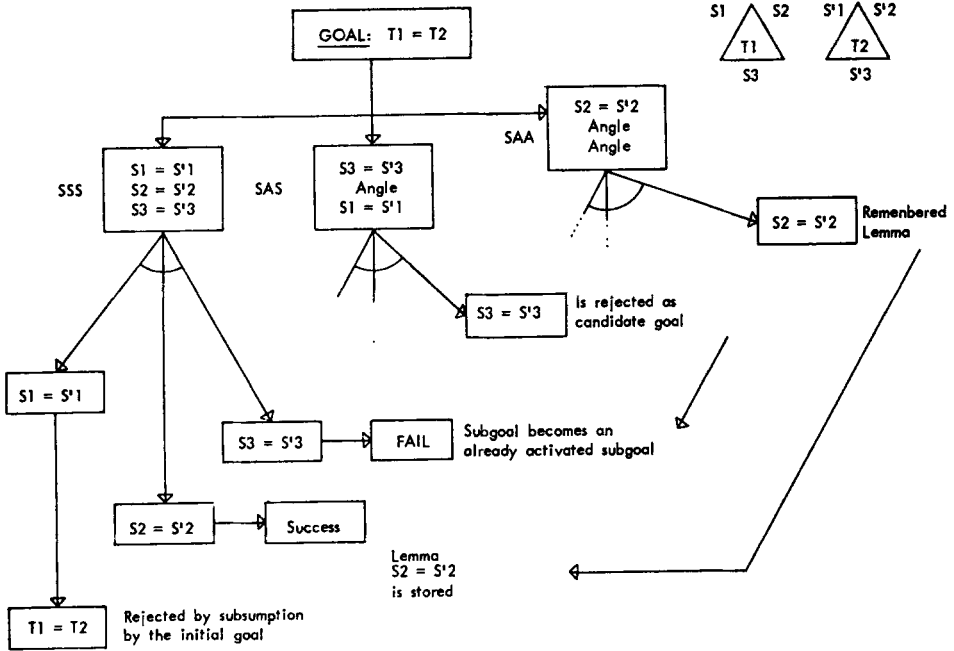 GOAL: T1 = T2
S1 S2 S'1 S'2
T1 T2
S3 S'3
S2 = S'2
Angle
Angle
SAA
SSS
S1 = S'1
S2 = S'2
S3 = S'3
SAS
S3 = S'3
Angle
S1 = S'1
S2 = S'2
Remenbered
Lemma
S3 = S'3
Is rejected as
candidate goal
S1 = S'1
S3 = S'3
FAIL
Subgoal becomes an
already activated subgoal
S2 = S'2
Success
Lemma
S2 = S'2
is stored
T1 = T2
Rejected by subsumption
by the initial goal